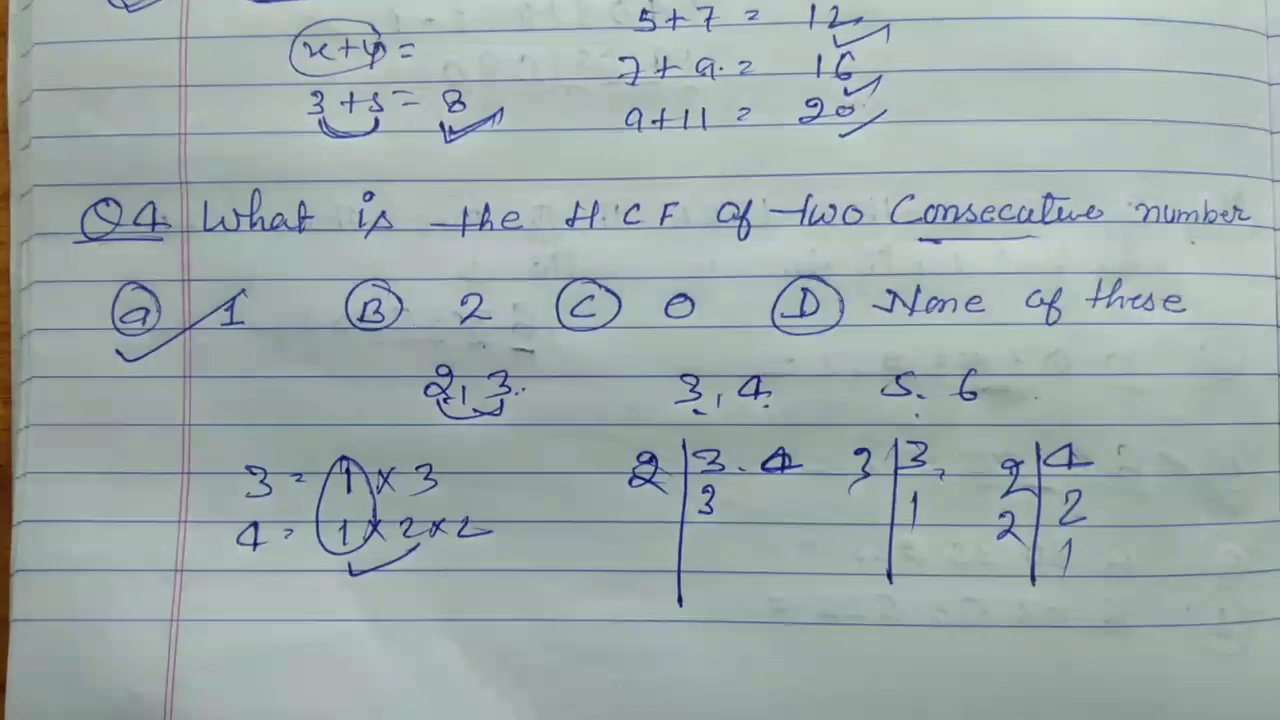 5+7 = 12
x+y =
7+9 = 16
3+5 = 8
9+11 = 20
Q4 What is the H.C.F of two Consecutive number
a 1 B 2 C 0 D None of these
2, 3. 3, 4 5, 6
3 = 1 × 3
4 = 1 × 2 × 2
2 | 3. 4
3
3 | 3
1
2 | 4
2 | 2
1